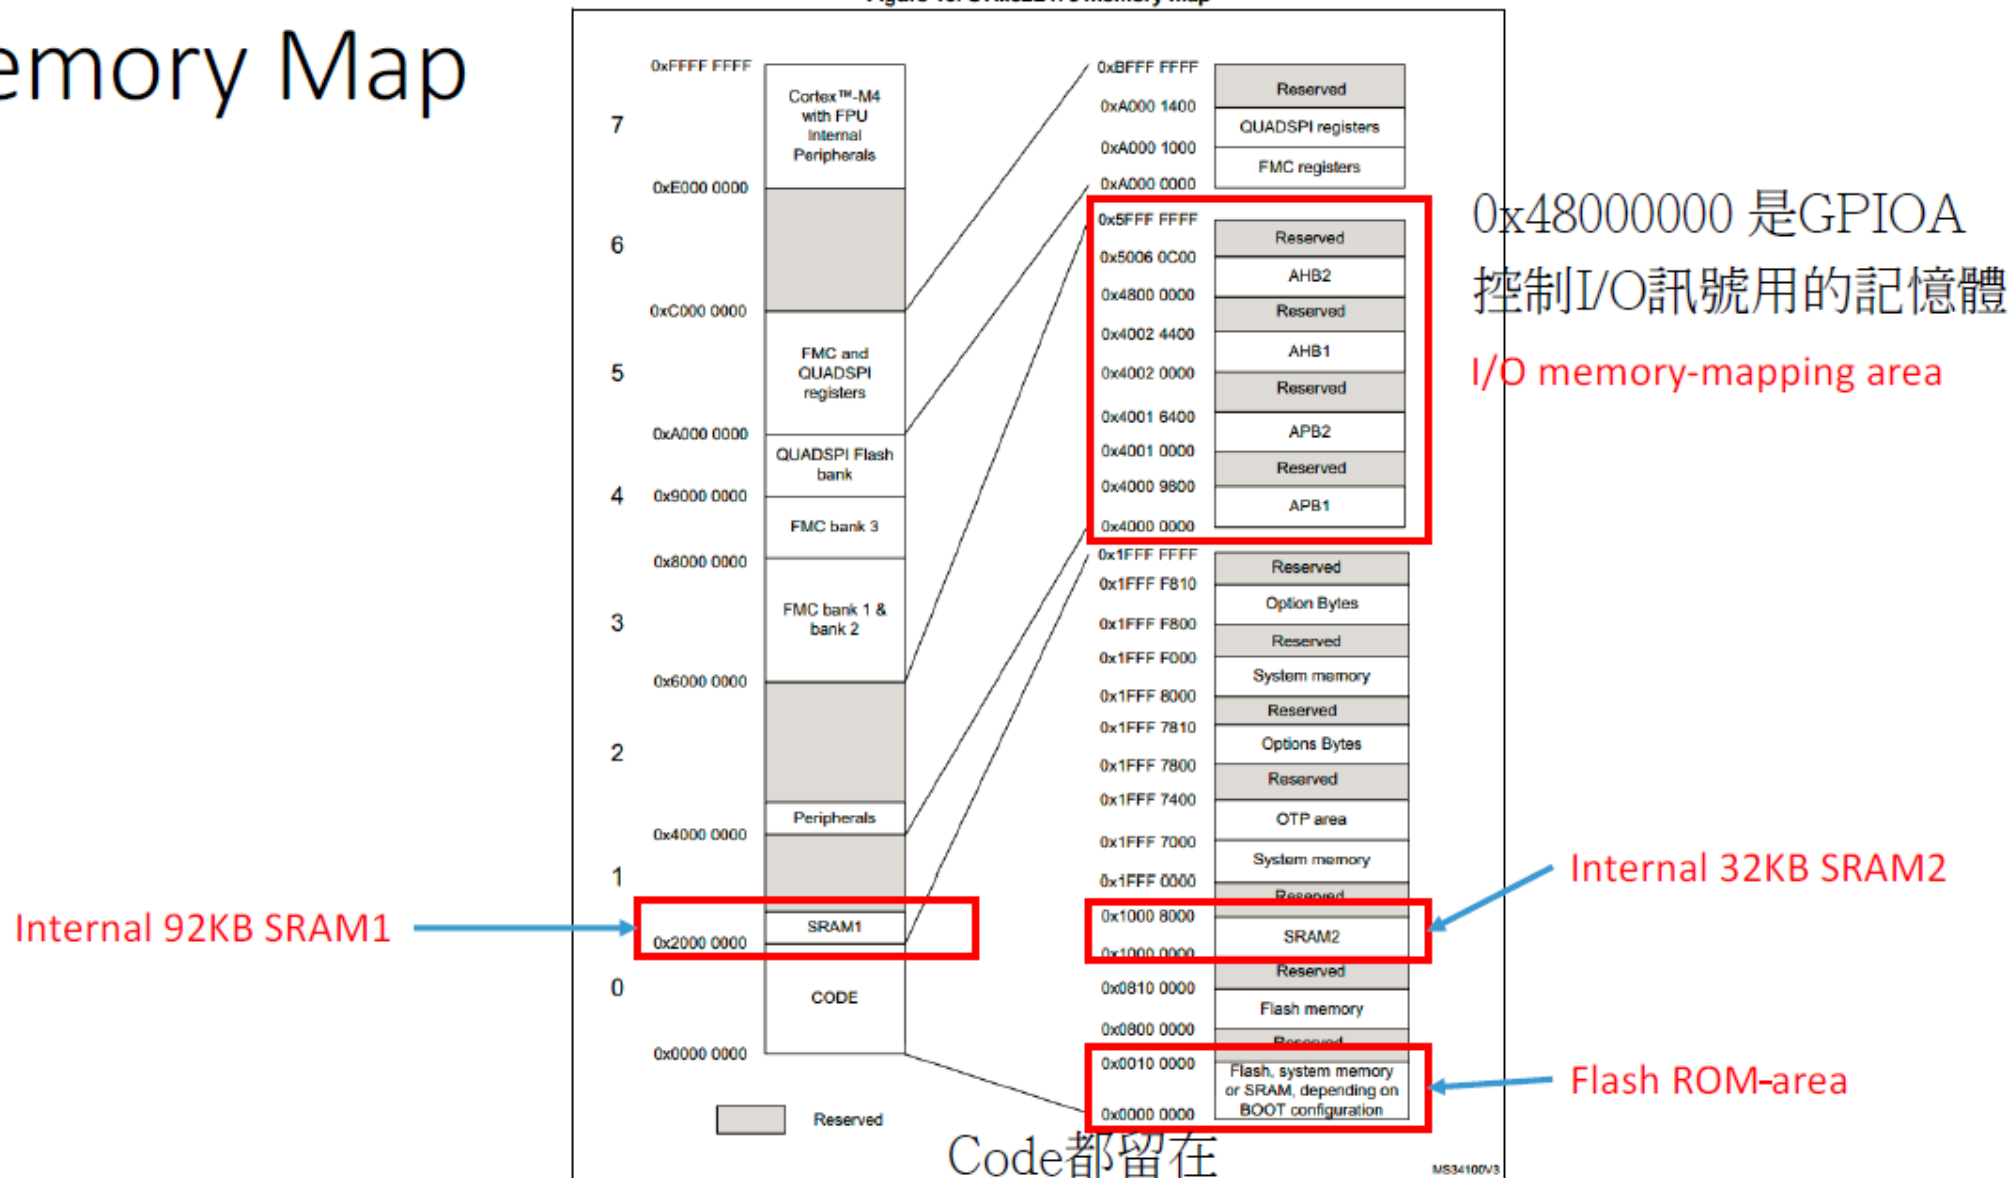 emory Map
0xFFFF FFFF
Cortex™-M4
with FPU
Internal
Peripherals
7
0xE000 0000
6
0xC000 0000
FMC and
QUADSPI
registers
5
0xA000 0000
QUADSPI Flash
bank
4
0x9000 0000
FMC bank 3
0x8000 0000
FMC bank 1 &
bank 2
3
0x6000 0000
2
Peripherals
0x4000 0000
1
SRAM1
0x2000 0000
0
CODE
0x0000 0000
Reserved
Internal 92KB SRAM1
0xBFFF FFFF
Reserved
0xA000 1400
QUADSPI registers
0xA000 1000
FMC registers
0xA000 0000
0x5FFF FFFF
Reserved
0x5006 0C00
AHB2
0x4800 0000
Reserved
0x4002 4400
AHB1
0x4002 0000
Reserved
0x4001 6400
APB2
0x4001 0000
Reserved
0x4000 9800
APB1
0x4000 0000
0x1FFF FFFF
Reserved
0x1FFF F810
Option Bytes
0x1FFF F800
Reserved
0x1FFF F000
System memory
0x1FFF 8000
Reserved
0x1FFF 7810
Options Bytes
0x1FFF 7800
Reserved
0x1FFF 7400
OTP area
0x1FFF 7000
System memory
0x1FFF 0000
Reserved
0x1000 8000
SRAM2
0x1000 0000
Reserved
0x0810 0000
Flash memory
0x0800 0000
Reserved
0x0010 0000
Flash, system memory
or SRAM, depending on
BOOT configuration
0x0000 0000
MS34100V3
0x48000000 是GPIOA
控制I/O訊號用的記憶體
I/O memory-mapping area
Internal 32KB SRAM2
Flash ROM-area
Code都留在